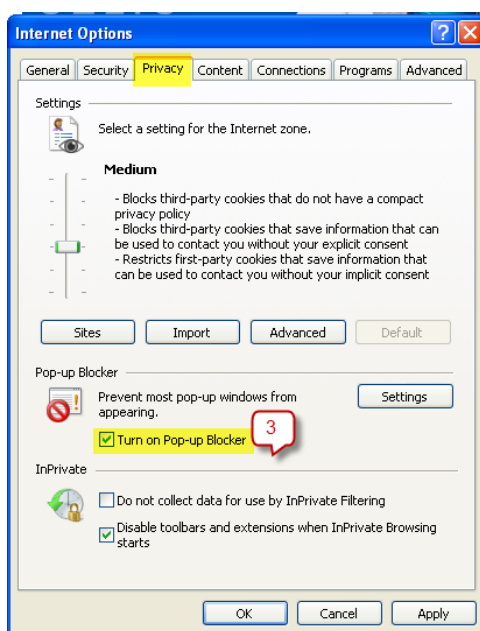 Internet Options
General Security Privacy Content Connections Programs Advanced
Settings
Select a setting for the Internet zone.
Medium
- Blocks third-party cookies that do not have a compact
privacy policy
- Blocks third-party cookies that save information that can
be used to contact you without your explicit consent
- Restricts first-party cookies that save information that
can be used to contact you without your implicit consent
Sites Import Advanced Default
Pop-up Blocker
Prevent most pop-up windows from
appearing.
Settings
Turn on Pop-up Blocker
3
InPrivate
Do not collect data for use by InPrivate Filtering
Disable toolbars and extensions when InPrivate Browsing
starts
OK Cancel Apply